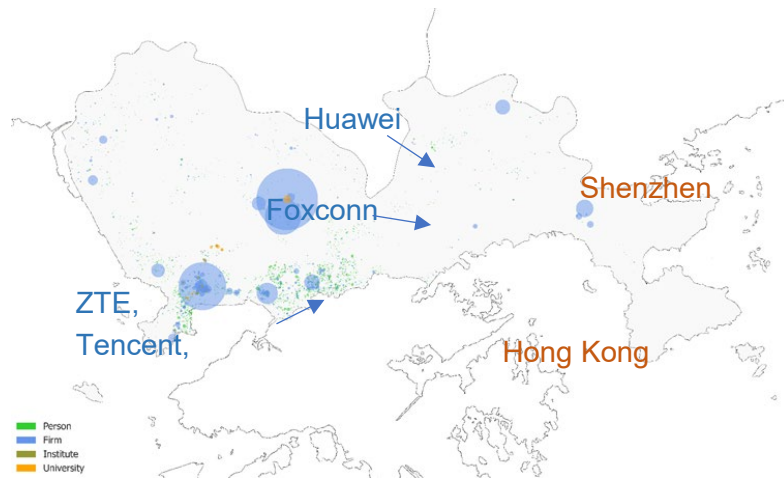 Huawei
Shenzhen
Foxconn
ZTE,
Tencent,
Hong Kong
Person
Firm
Institute
University